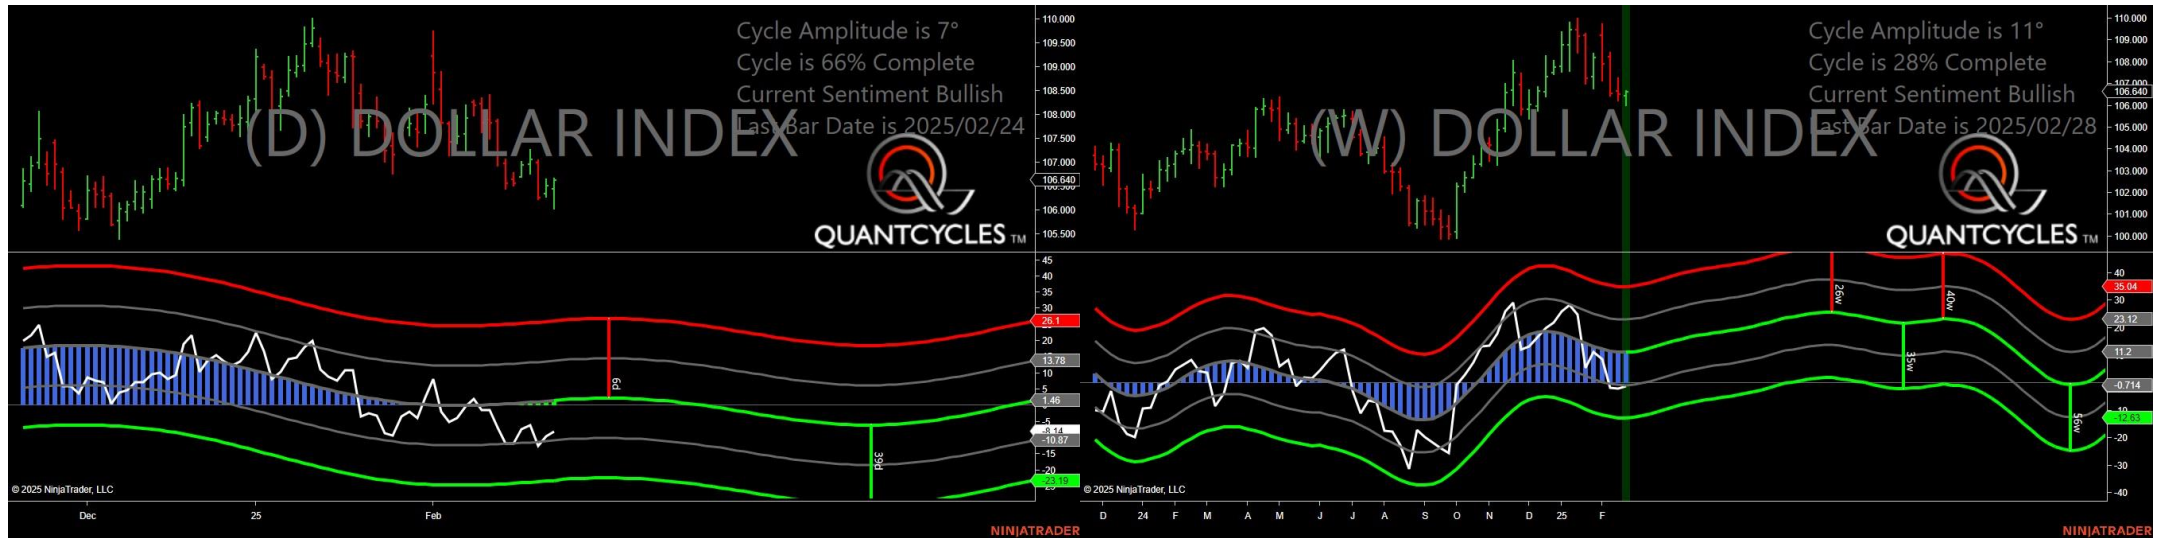 Cycle Amplitude is 7°
Cycle is 66% Complete
Current Sentiment Bullish
Last Bar Date is 2025/02/24
(D) DOLLAR INDEX
QUANTCYCLES TM
110.000
109.500
109.000
108.500
108.000
107.500
107.000
106.640
106.000
105.500
45
40
35
30
26.1
20
13.78
10
5
1.46
-5
-8.14
-10.87
-15
-20
-23.19
6d
39d
© 2025 NinjaTrader, LLC
Dec
25
Feb
NINJATRADER
Cycle Amplitude is 11°
Cycle is 28% Complete
Current Sentiment Bullish
Last Bar Date is 2025/02/28
(W) DOLLAR INDEX
QUANTCYCLES TM
110.000
109.000
108.000
107.000
106.640
106.000
105.000
104.000
103.000
102.000
101.000
100.000
40
35.04
30
23.12
20
11.2
-0.714
-10
-12.63
-20
-30
-40
26w
40w
35w
56w
© 2025 NinjaTrader, LLC
D 24 F M A M J J A S O N D 25 F
NINJATRADER